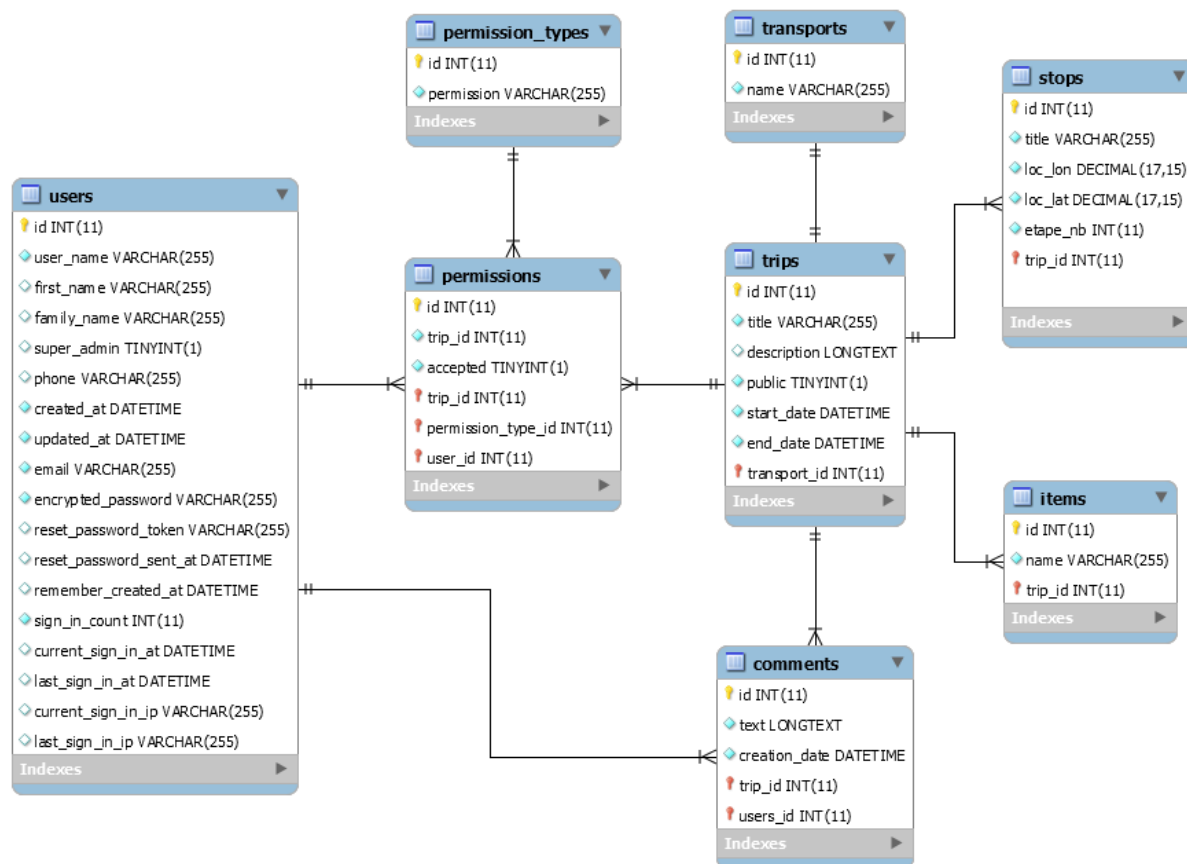 permission_types
id INT(11)
permission VARCHAR(255)
Indexes
transports
id INT(11)
name VARCHAR(255)
Indexes
stops
id INT(11)
title VARCHAR(255)
loc_lon DECIMAL(17,15)
loc_lat DECIMAL(17,15)
etape_nb INT(11)
trip_id INT(11)
Indexes
users
id INT(11)
user_name VARCHAR(255)
first_name VARCHAR(255)
family_name VARCHAR(255)
super_admin TINYINT(1)
phone VARCHAR(255)
created_at DATETIME
updated_at DATETIME
email VARCHAR(255)
encrypted_password VARCHAR(255)
reset_password_token VARCHAR(255)
reset_password_sent_at DATETIME
remember_created_at DATETIME
sign_in_count INT(11)
current_sign_in_at DATETIME
last_sign_in_at DATETIME
current_sign_in_ip VARCHAR(255)
last_sign_in_ip VARCHAR(255)
Indexes
permissions
id INT(11)
trip_id INT(11)
accepted TINYINT(1)
trip_id INT(11)
permission_type_id INT(11)
user_id INT(11)
Indexes
trips
id INT(11)
title VARCHAR(255)
description LONGTEXT
public TINYINT(1)
start_date DATETIME
end_date DATETIME
transport_id INT(11)
Indexes
items
id INT(11)
name VARCHAR(255)
trip_id INT(11)
Indexes
comments
id INT(11)
text LONGTEXT
creation_date DATETIME
trip_id INT(11)
users_id INT(11)
Indexes